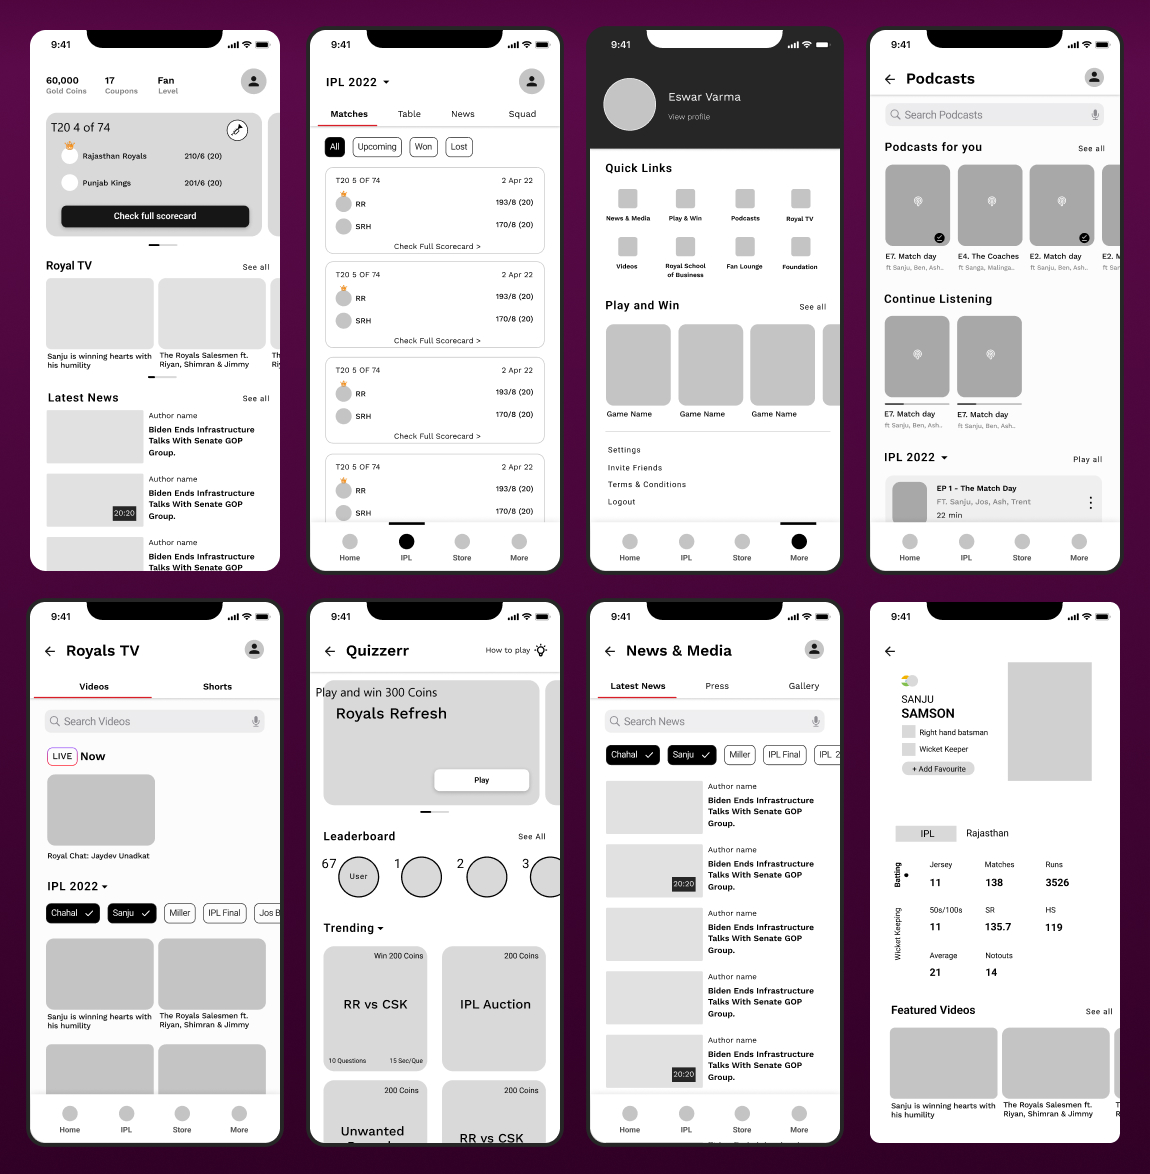 9:41
60,000
17
Fan
Gold Coins
Coupons
Level
T20 4 of 74
Rajasthan Royals
210/6 (20)
Punjab Kings
201/6 (20)
Check full scorecard
Royal TV
See all
Sanju is winning hearts with
his humility
The Royals Salesmen ft.
Riyan, Shimran & Jimmy
Latest News
See all
Author name
Biden Ends Infrastructure
Talks With Senate GOP
Group.
Author name
Biden Ends Infrastructure
Talks With Senate GOP
Group.
20:20
Author name
Biden Ends Infrastructure
Talks With Senate GOP
9:41
IPL 2022
Matches
Table
News
Squad
All
Upcoming
Won
Lost
T20 5 OF 74
2 Apr 22
RR
193/8 (20)
SRH
170/8 (20)
Check Full Scorecard >
T20 5 OF 74
2 Apr 22
RR
193/8 (20)
SRH
170/8 (20)
Check Full Scorecard >
T20 5 OF 74
2 Apr 22
RR
193/8 (20)
SRH
170/8 (20)
Check Full Scorecard >
T20 5 OF 74
2 Apr 22
RR
193/8 (20)
SRH
170/8 (20)
Home
IPL
Store
More
9:41
Eswar Varma
View profile
Quick Links
News & Media
Play & Win
Podcasts
Royal TV
Videos
Royal School
of Business
Fan Lounge
Foundation
Play and Win
See all
Game Name
Game Name
Game Name
Settings
Invite Friends
Terms & Conditions
Logout
Home
IPL
Store
More
9:41
Podcasts
Search Podcasts
Podcasts for you
See all
E7. Match day
ft Sanju, Ben, Ash..
E4. The Coaches
ft Sanga, Malinga..
E2. Match day
ft Sanju, Ben, Ash..
E2. M
ft San
Continue Listening
E7. Match day
ft Sanju, Ben, Ash..
E7. Match day
ft Sanju, Ben, Ash..
IPL 2022
Play all
EP 1 - The Match Day
FT. Sanju, Jos, Ash, Trent
22 min
Home
IPL
Store
More
9:41
Royals TV
Videos
Shorts
Search Videos
LIVE Now
Royal Chat: Jaydev Unadkat
IPL 2022
Chahal
Sanju
Miller
IPL Final
Jos B
Sanju is winning hearts with
his humility
The Royals Salesmen ft.
Riyan, Shimran & Jimmy
Home
IPL
Store
More
9:41
Quizzerr
How to play
Play and win 300 Coins
Royals Refresh
Play
Leaderboard
See All
67
User
1
2
3
Trending
Win 200 Coins
RR vs CSK
10 Questions
15 Sec/Que
200 Coins
IPL Auction
200 Coins
Unwanted
200 Coins
RR vs CSK
9:41
News & Media
Latest News
Press
Gallery
Search News
Chahal
Sanju
Miller
IPL Final
IPL 2
Author name
Biden Ends Infrastructure
Talks With Senate GOP
Group.
Author name
Biden Ends Infrastructure
Talks With Senate GOP
Group.
20:20
Author name
Biden Ends Infrastructure
Talks With Senate GOP
Group.
Author name
Biden Ends Infrastructure
Talks With Senate GOP
Group.
Author name
Biden Ends Infrastructure
Talks With Senate GOP
Group.
20:20
Home
IPL
Store
More
9:41
SANJU
SAMSON
Right hand batsman
Wicket Keeper
+ Add Favourite
IPL
Rajasthan
Batting
Wicket Keeping
Jersey
Matches
Runs
11
138
3526
50s/100s
SR
HS
11
135.7
119
Average
Notouts
21
14
Featured Videos
See all
Sanju is winning hearts with
his humility
The Royals Salesmen ft.
Riyan, Shimran & Jimmy